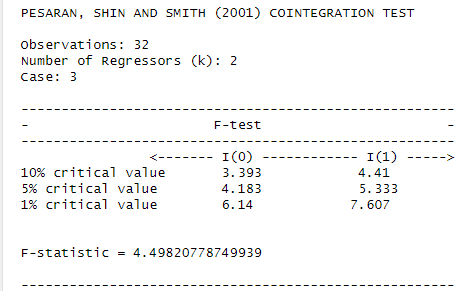 PESARAN, SHIN AND SMITH (2001) COINTEGRATION TEST
Observations: 32
Number of Regressors (k): 2
Case: 3
------------------------------------------------------
-                       F-test                       -
------------------------------------------------------
<------- I(0) ------------ I(1) ----->
10% critical value       3.393           4.41
5% critical value        4.183           5.333
1% critical value        6.14           7.607
F-statistic = 4.49820778749939
------------------------------------------------------